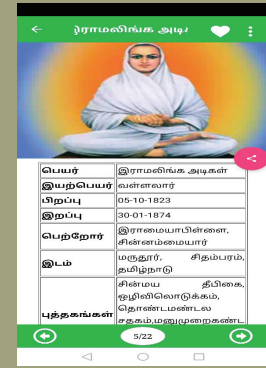 ராமலிங்க அடி
பெயர் இராமலிங்க அடிகள்
இயற்பெயர் வள்ளலார்
பிறப்பு 05-10-1823
இறப்பு 30-01-1874
பெற்றோர் இராமையாபிள்ளை,
சின்னம்மையார்
இடம் மருதூர், சிதம்பரம்,
தமிழ்நாடு
புத்தகங்கள் சின்மய தீபிகை,
ஒழிவிலொடுக்கம்,
தொண்டமண்டல
சதகம்,மனுமுறைகண்ட
5/22